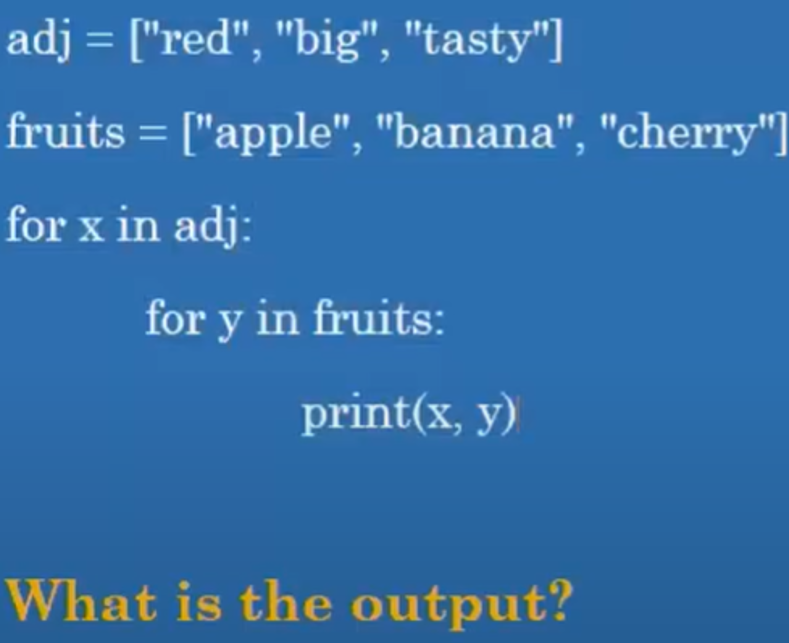 adj = ["red", "big", "tasty"]
fruits = ["apple", "banana", "cherry"]
for x in adj:
for y in fruits:
print(x, y)
What is the output?